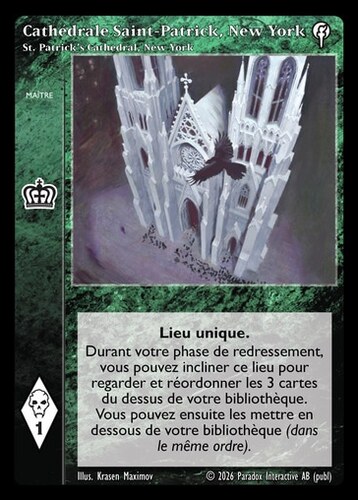 Cathédrale Saint-Patrick, New York
St. Patrick's Cathedral, New York
MAÎTRE
Lieu unique.
Durant votre phase de redressement,
vous pouvez incliner ce lieu pour
regarder et réordonner les 3 cartes
du dessus de votre bibliothèque.
Vous pouvez ensuite les mettre en
dessous de votre bibliothèque (dans
le même ordre).
1
Illus. Krasen Maximov © 2026 Paradox Interactive AB (publ)